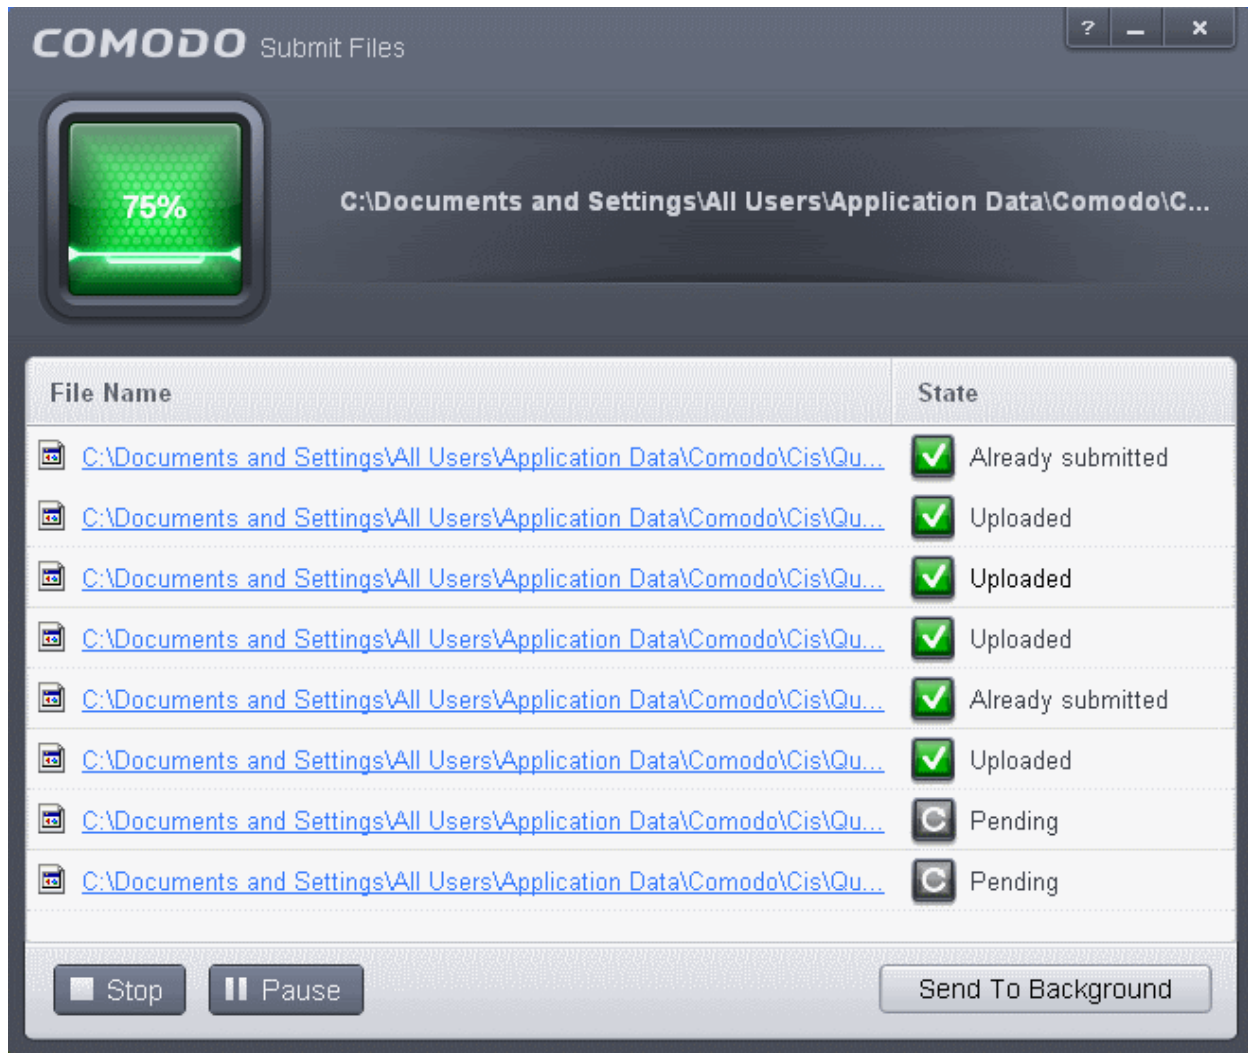 COMODO Submit Files
? – x
75%
C:\Documents and Settings\All Users\Application Data\Comodo\C...
File Name State
C:\Documents and Settings\All Users\Application Data\Comodo\Cis\Qu... Already submitted
C:\Documents and Settings\All Users\Application Data\Comodo\Cis\Qu... Uploaded
C:\Documents and Settings\All Users\Application Data\Comodo\Cis\Qu... Uploaded
C:\Documents and Settings\All Users\Application Data\Comodo\Cis\Qu... Uploaded
C:\Documents and Settings\All Users\Application Data\Comodo\Cis\Qu... Already submitted
C:\Documents and Settings\All Users\Application Data\Comodo\Cis\Qu... Uploaded
C:\Documents and Settings\All Users\Application Data\Comodo\Cis\Qu... Pending
C:\Documents and Settings\All Users\Application Data\Comodo\Cis\Qu... Pending
Stop Pause Send To Background